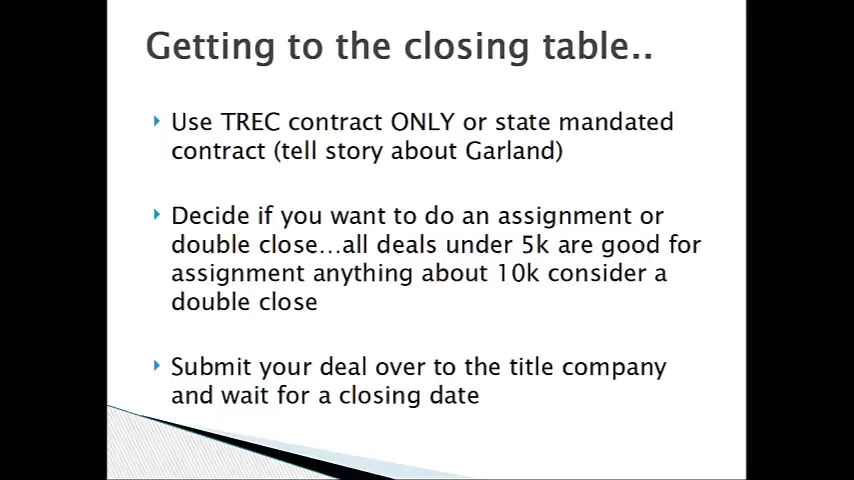 Getting to the closing table..
Use TREC contract ONLY or state mandated
contract (tell story about Garland)
Decide if you want to do an assignment or
double close...all deals under 5k are good for
assignment anything about 10k consider a
double close
Submit your deal over to the title company
and wait for a closing date